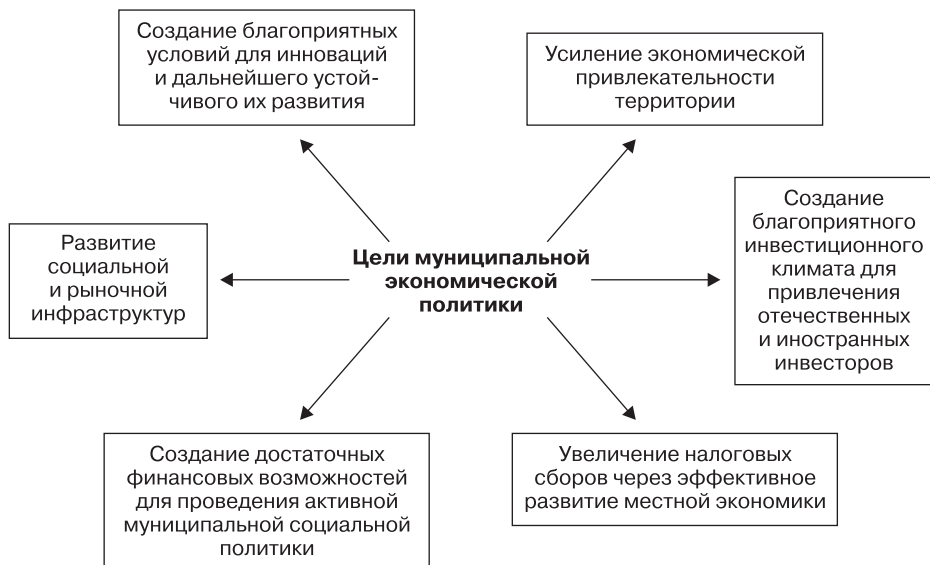 Создание благоприятных
условий для инноваций
и дальнейшего устой-
чивого их развития
Усиление экономической
привлекательности
территории
Развитие
социальной
и рыночной
инфраструктур
Цели муниципальной
экономической
политики
Создание
благоприятного
инвестиционного
климата для
привлечения
отечественных
и иностранных
инвесторов
Создание достаточных
финансовых возможностей
для проведения активной
муниципальной социальной
политики
Увеличение налоговых
сборов через эффективное
развитие местной экономики